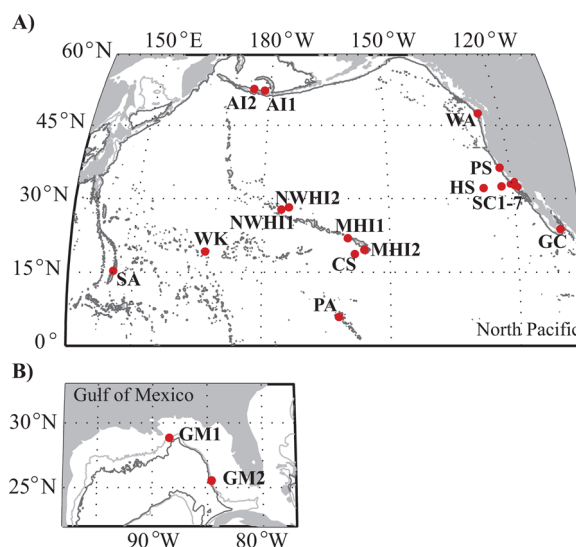 A)
60°N
150°E
180°W
150°W
120°W
AI2
AI1
45°N
WA
PS
30°N
HS
NWHI2
SC1-7
NWHI1
MHI1
WK
GC
MHI2
CS
15°N
SA
PA
0°
North Pacific
B)
Gulf of Mexico
30°N
GM1
GM2
25°N
90°W
80°W